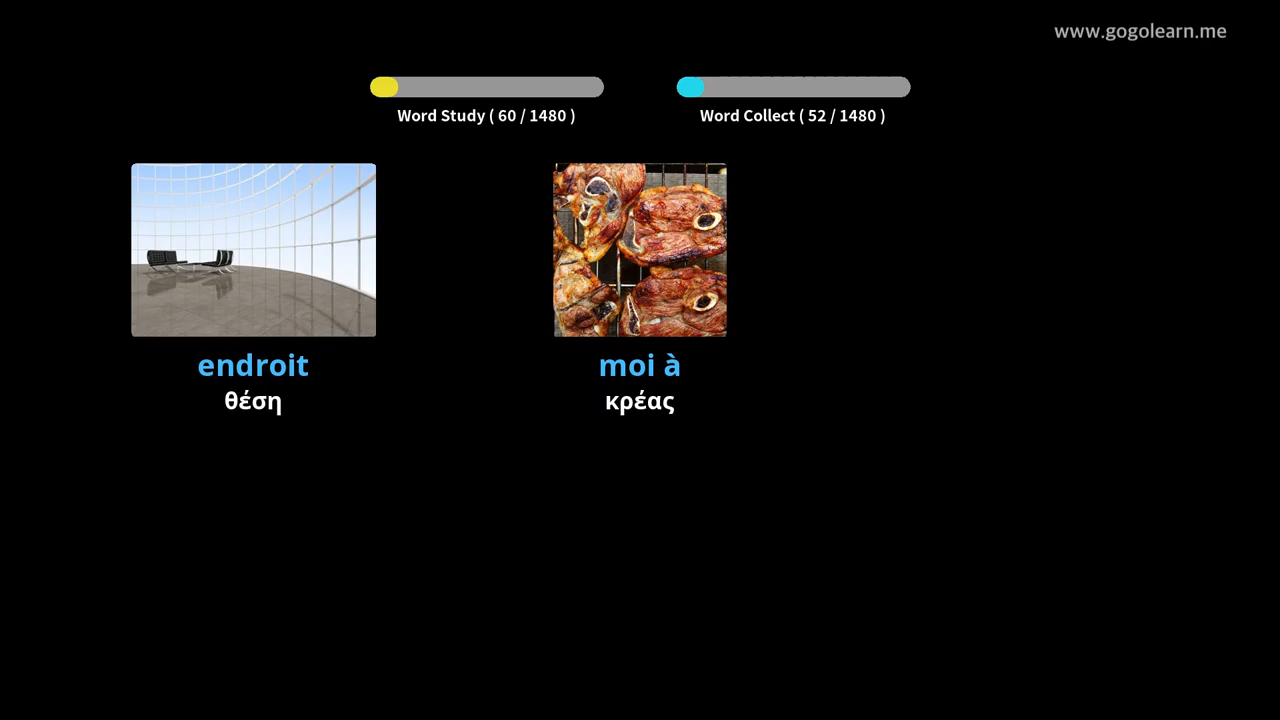 www.gogolearn.me
Word Study ( 60 / 1480 )
Word Collect ( 52 / 1480 )
endroit
θέση
moi à
κρέας